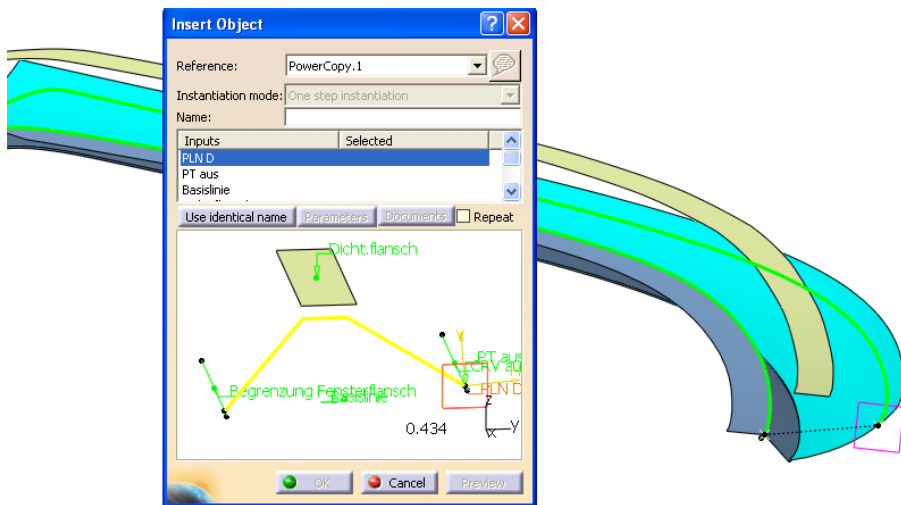 Insert Object
Reference: PowerCopy.1
Instantiation mode: One step instantiation
Name:
Inputs Selected
PLN D
PT aus
Basislinie
Use identical name Parameters Documents Repeat
Dicht.flansch
PT aus
PLN D
Begrenzung Fensterflansch
Basislinie
Z
0.434
X Y
OK Cancel Preview